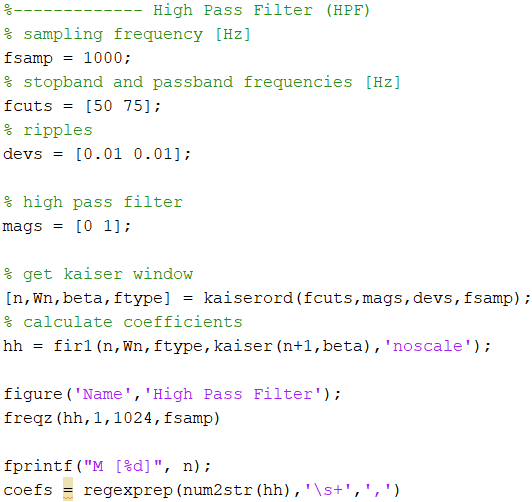 %------------- High Pass Filter (HPF)
% sampling frequency [Hz]
fsamp = 1000;
% stopband and passband frequencies [Hz]
fcuts = [50 75];
% ripples
devs = [0.01 0.01];
% high pass filter
mags = [0 1];
% get kaiser window
[n,Wn,beta,ftype] = kaiserord(fcuts,mags,devs,fsamp);
% calculate coefficients
hh = fir1(n,Wn,ftype,kaiser(n+1,beta),'noscale');
figure('Name','High Pass Filter');
freqz(hh,1,1024,fsamp)
fprintf("M [%d]", n);
coefs = regexprep(num2str(hh),'\s+',',')